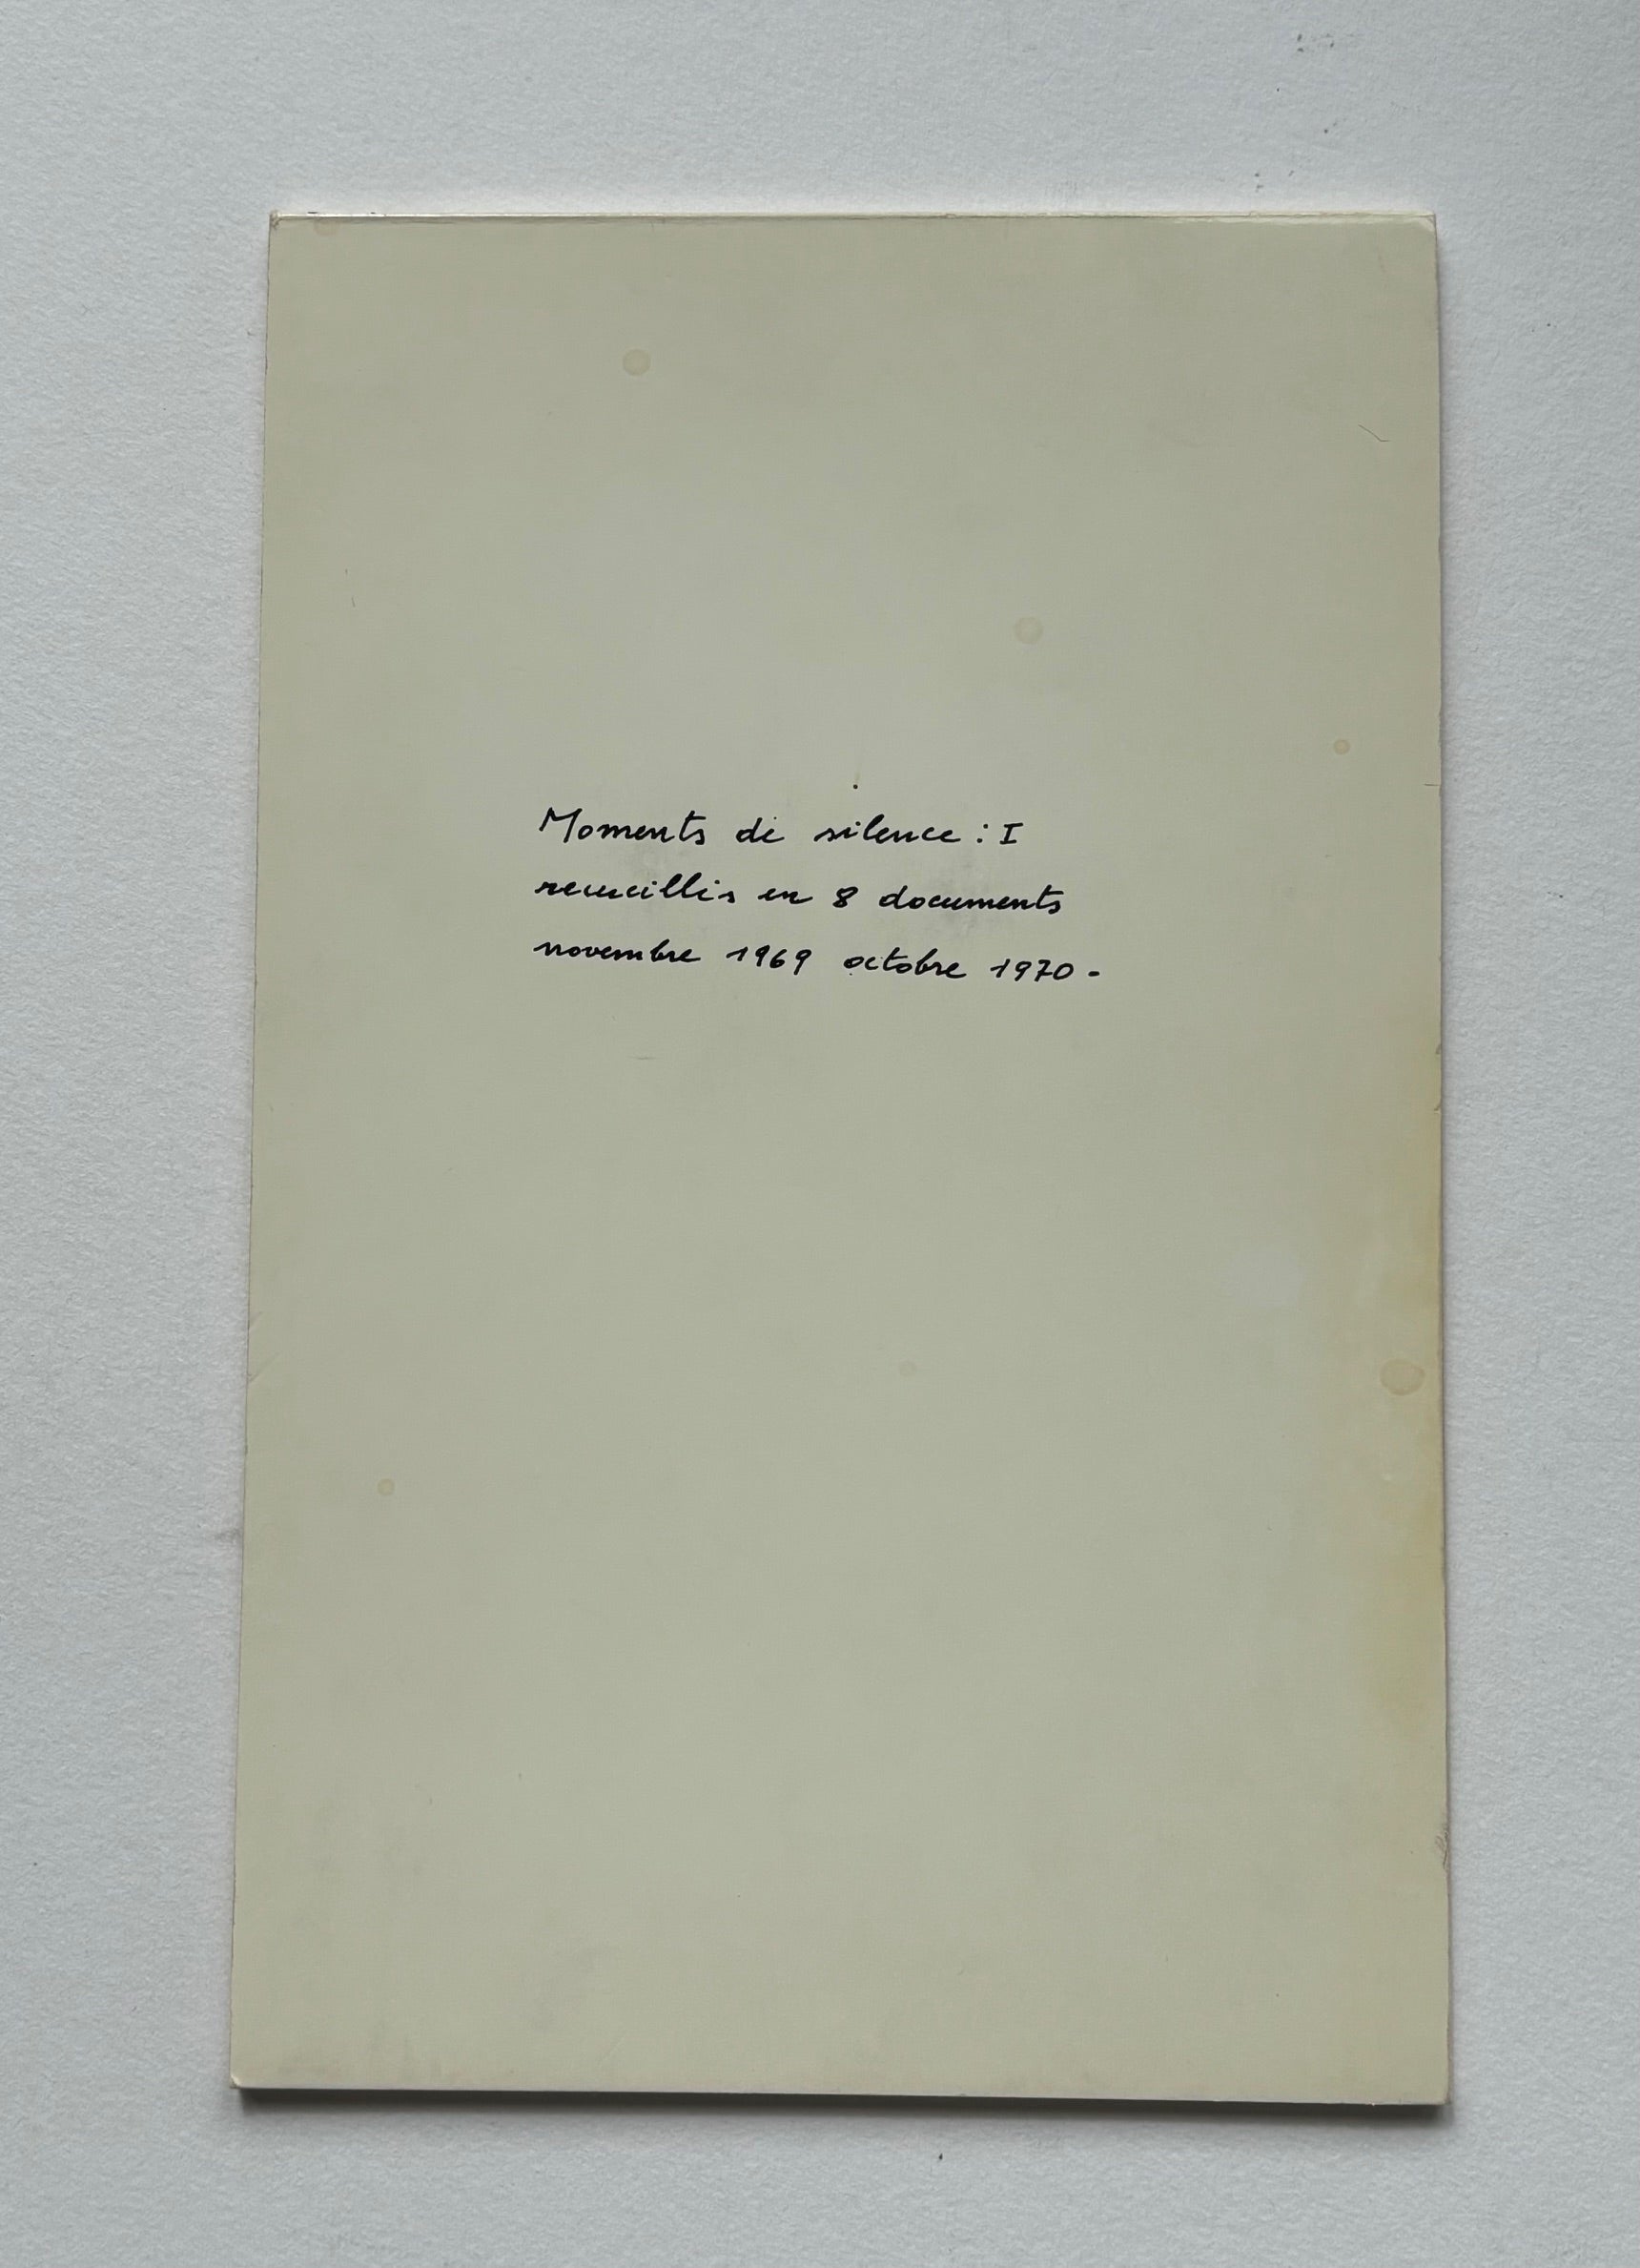 Moments de silence : I
recueillis en 8 documents
novembre 1969 octobre 1970 -